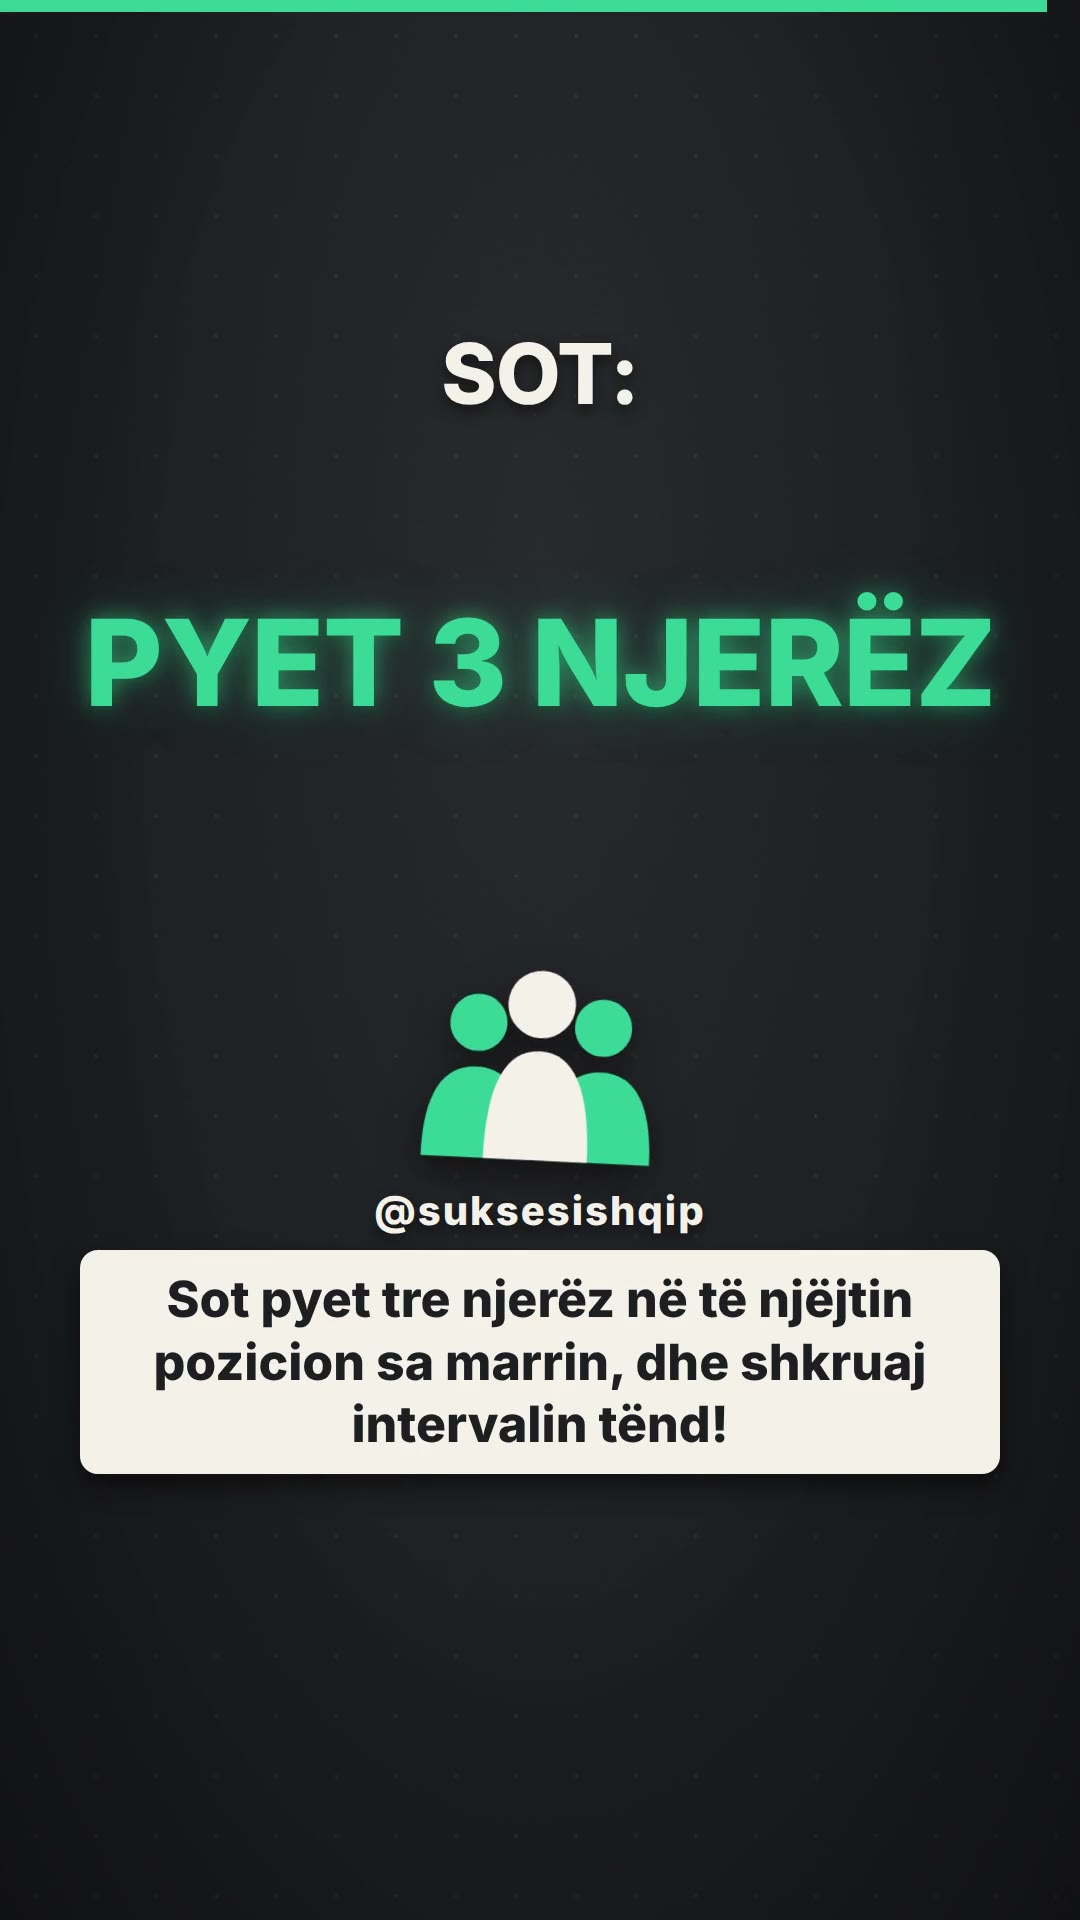 SOT:
PYET 3 NJERËZ
@suksesishqip
Sot pyet tre njerëz në të njëjtin
pozicion sa marrin, dhe shkruaj
intervalin tënd!